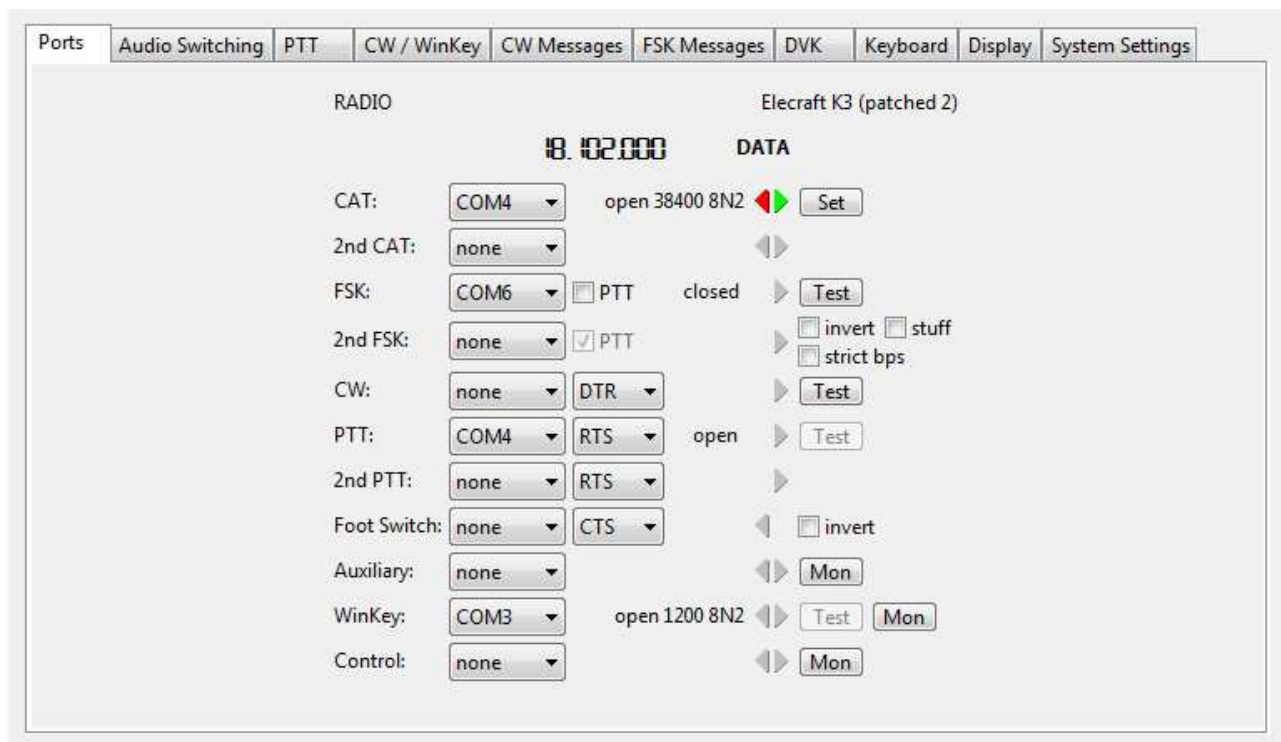 Ports Audio Switching PTT CW / WinKey CW Messages FSK Messages DVK Keyboard Display System Settings
RADIO Elecraft K3 (patched 2)
18.102.000 DATA
CAT: COM4 open 38400 8N2 Set
2nd CAT: none
FSK: COM6 PTT closed Test
2nd FSK: none PTT invert stuff
strict bps
CW: none DTR Test
PTT: COM4 RTS open Test
2nd PTT: none RTS
Foot Switch: none CTS invert
Auxiliary: none Mon
WinKey: COM3 open 1200 8N2 Test Mon
Control: none Mon